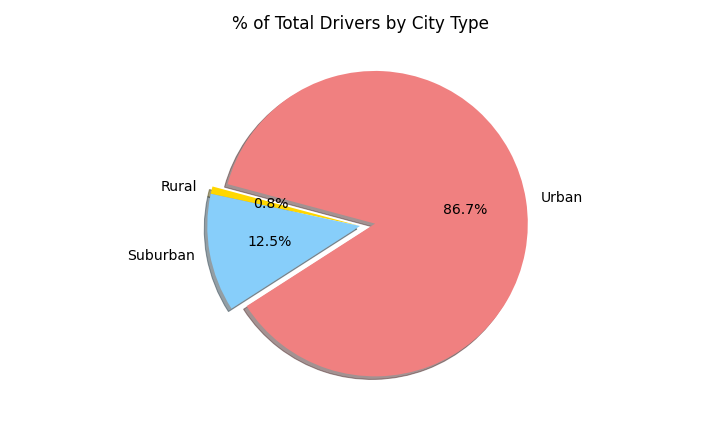 % of Total Drivers by City Type
Rural
0.8%
Urban
86.7%
12.5%
Suburban